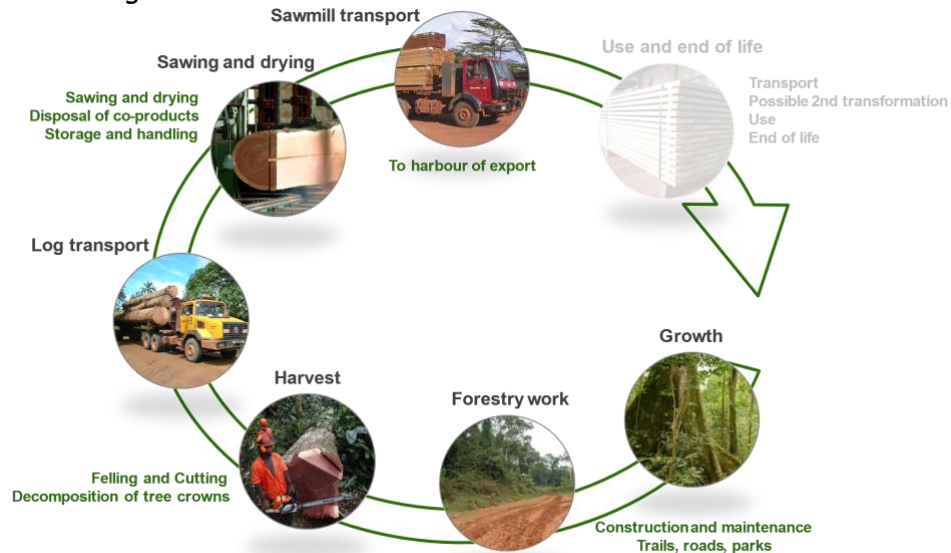 Sawmill transport
Sawing and drying
Sawing and drying
Disposal of co-products
Storage and handling
To harbour of export
Use and end of life
Transport
Possible 2nd transformation
Use
End of life
Log transport
Harvest
Felling and Cutting
Decomposition of tree crowns
Forestry work
Growth
Construction and maintenance
Trails, roads, parks